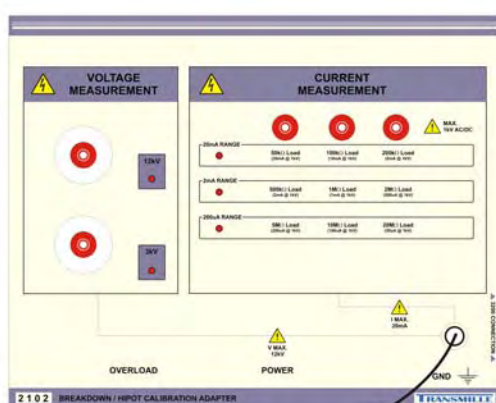 VOLTAGE
MEASUREMENT
12kV
3kV
CURRENT
MEASUREMENT
MAX.
1kV AC/DC
20mA RANGE
50kΩ Load
100kΩ Load
200kΩ Load
2mA RANGE
500kΩ Load
1MΩ Load
2MΩ Load
200uA RANGE
5MΩ Load
10MΩ Load
20MΩ Load
I MAX.
20mA
V MAX.
12kV
OVERLOAD
POWER
GND
2102 BREAKDOWN / HIPOT CALIBRATION ADAPTER
TRANSMILLE